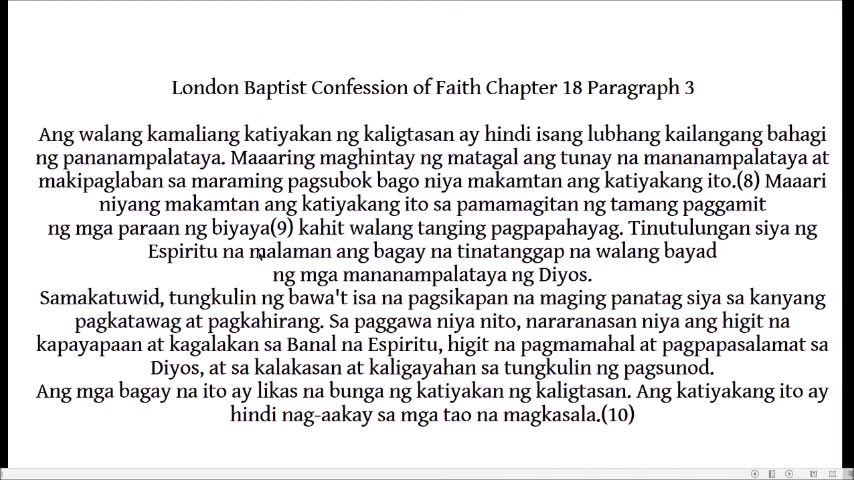 London Baptist Confession of Faith Chapter 18 Paragraph 3
Ang walang kamaliang katiyakan ng kaligtasan ay hindi isang lubhang kailangang bahagi
ng pananampalataya. Maaaring maghintay ng matagal ang tunay na mananampalataya at
makipaglaban sa maraming pagsubok bago niya makamtan ang katiyakang ito.(8) Maaari
niyang makamtan ang katiyakang ito sa pamamagitan ng tamang paggamit
ng mga paraan ng biyaya(9) kahit walang tanging pagpapahayag. Tinutulungan siya ng
Espiritu na malaman ang bagay na tinatanggap na walang bayad
ng mga mananampalataya ng Diyos.
Samakatuwid, tungkulin ng bawa't isa na pagsikapan na maging panatag siya sa kanyang
pagkatawag at pagkahirang. Sa paggawa niya nito, nararanasan niya ang higit na
kapayapaan at kagalakan sa Banal na Espiritu, higit na pagmamahal at pagpapasalamat sa
Diyos, at sa kalakasan at kaligayahan sa tungkulin ng pagsunod.
Ang mga bagay na ito ay likas na bunga ng katiyakan ng kaligtasan. Ang katiyakang ito ay
hindi nag-aakay sa mga tao na magkasala.(10)